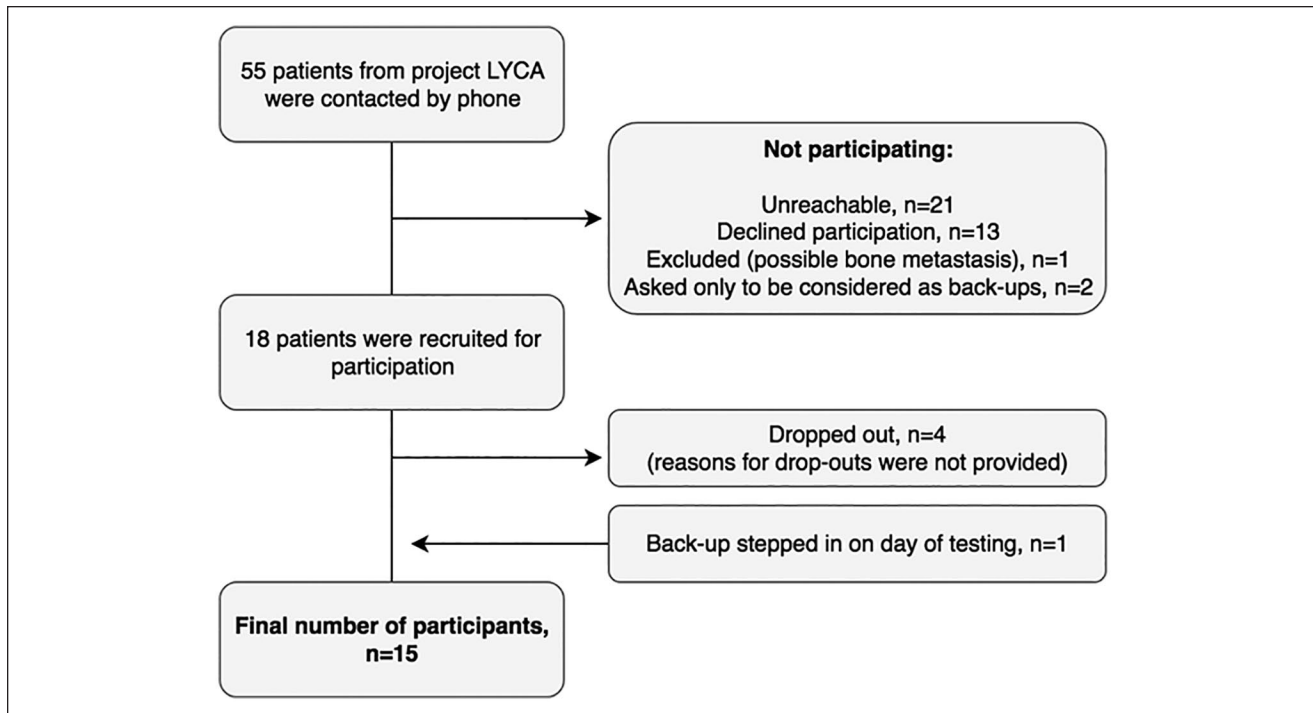 55 patients from project LYCA
were contacted by phone
Not participating:
Unreachable, n=21
Declined participation, n=13
Excluded (possible bone metastasis), n=1
Asked only to be considered as back-ups, n=2
18 patients were recruited for
participation
Dropped out, n=4
(reasons for drop-outs were not provided)
Back-up stepped in on day of testing, n=1
Final number of participants,
n=15